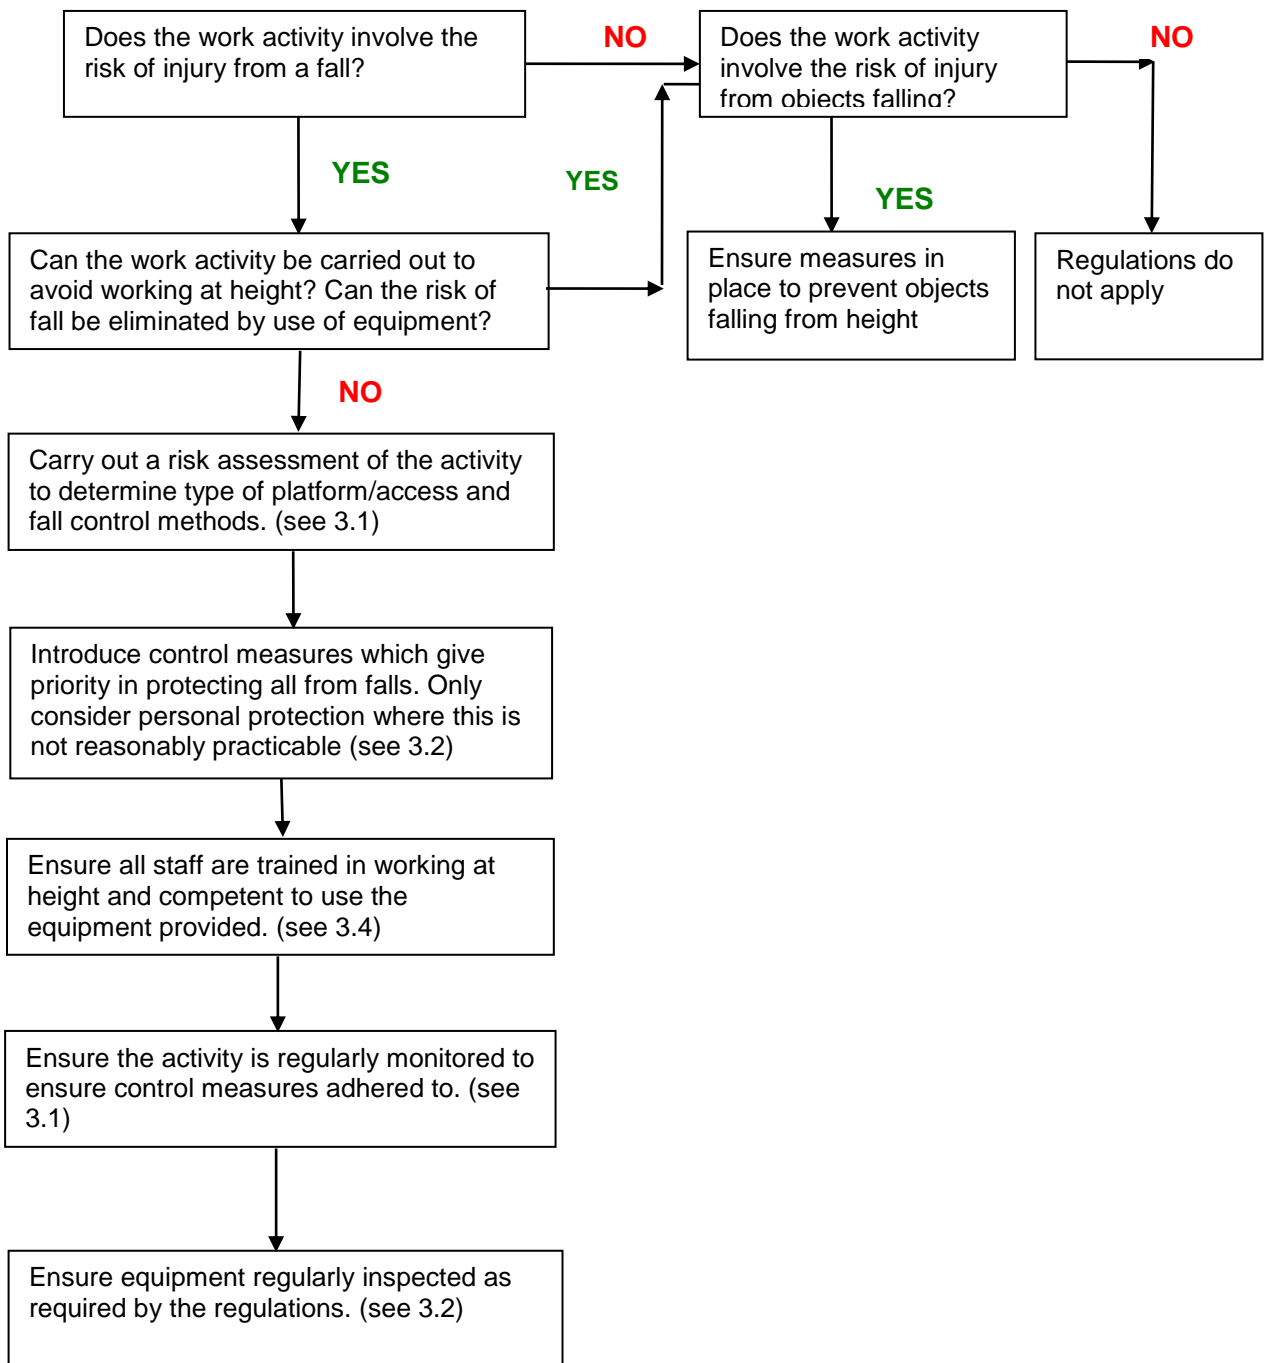 Does the work activity involve the
risk of injury from a fall?
NO
Does the work activity
involve the risk of injury
from objects falling?
NO
YES
YES
YES
Can the work activity be carried out to
avoid working at height? Can the risk of
fall be eliminated by use of equipment?
Ensure measures in
place to prevent objects
falling from height
Regulations do
not apply
NO
Carry out a risk assessment of the activity
to determine type of platform/access and
fall control methods. (see 3.1)
Introduce control measures which give
priority in protecting all from falls. Only
consider personal protection where this is
not reasonably practicable (see 3.2)
Ensure all staff are trained in working at
height and competent to use the
equipment provided. (see 3.4)
Ensure the activity is regularly monitored to
ensure control measures adhered to. (see
3.1)
Ensure equipment regularly inspected as
required by the regulations. (see 3.2)